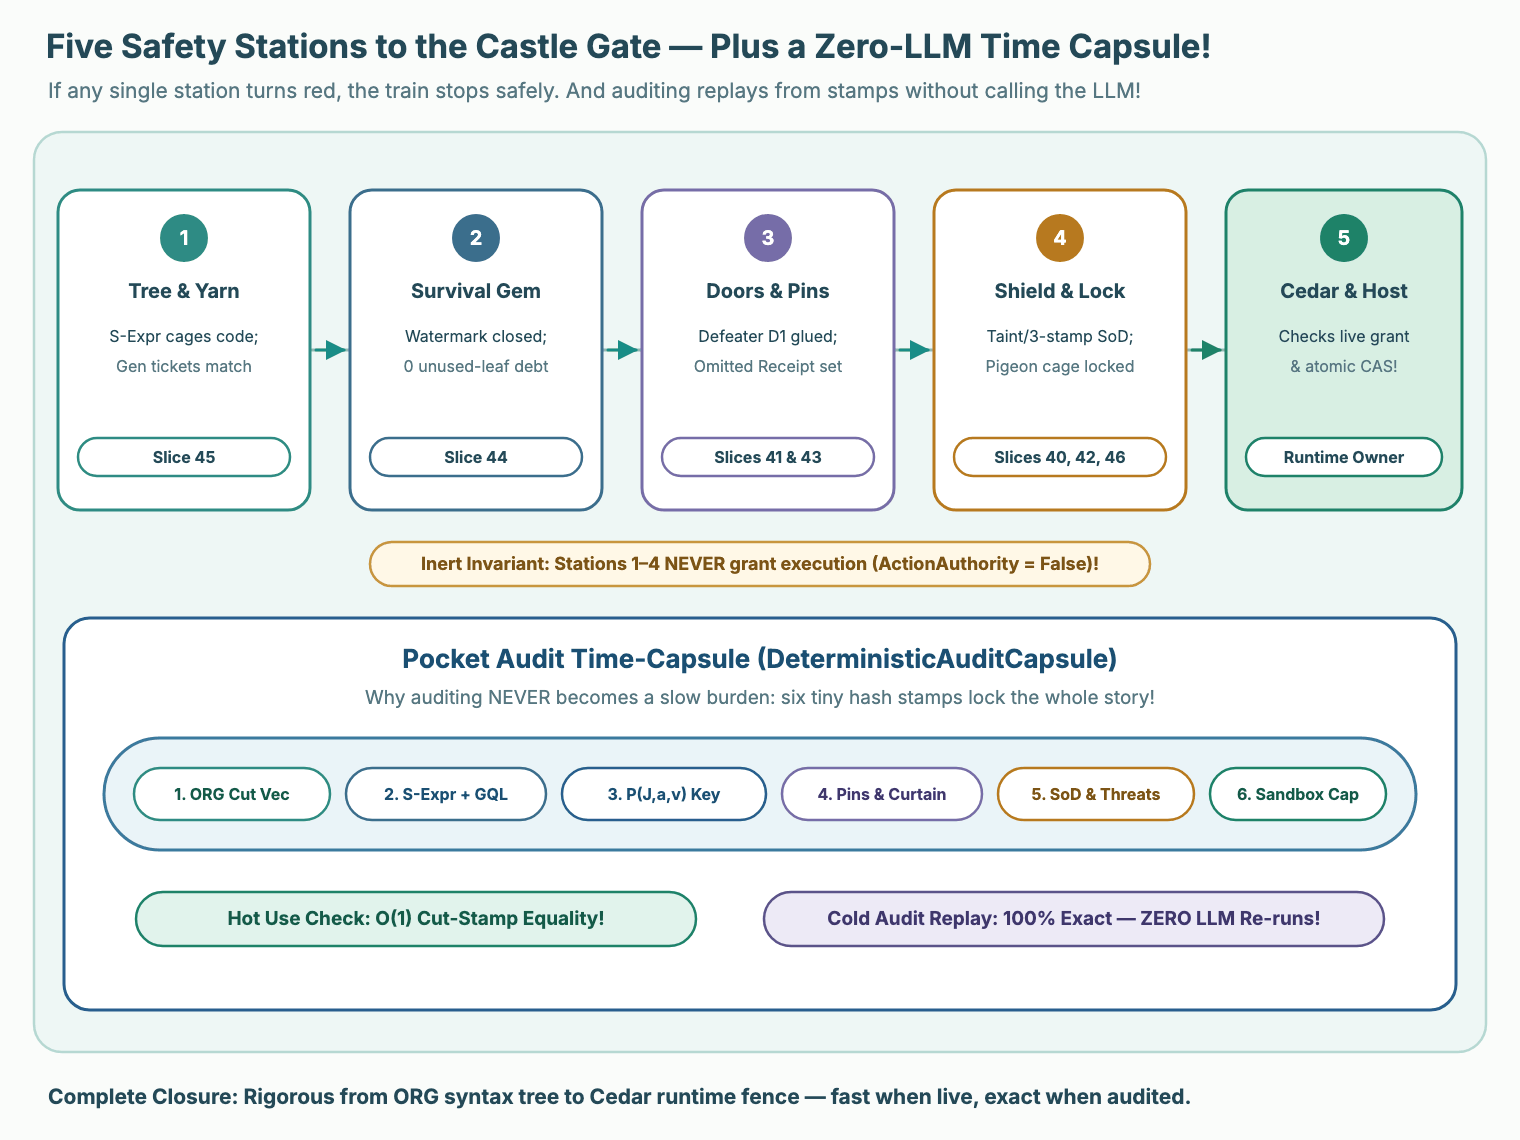 Five Safety Stations to the Castle Gate — Plus a Zero-LLM Time Capsule!
If any single station turns red, the train stops safely. And auditing replays from stamps without calling the LLM!
1
Tree & Yarn
S-Expr cages code;
Gen tickets match
Slice 45
2
Survival Gem
Watermark closed;
0 unused-leaf debt
Slice 44
3
Doors & Pins
Defeater D1 glued;
Omitted Receipt set
Slices 41 & 43
4
Shield & Lock
Taint/3-stamp SoD;
Pigeon cage locked
Slices 40, 42, 46
5
Cedar & Host
Checks live grant
& atomic CAS!
Runtime Owner
Inert Invariant: Stations 1–4 NEVER grant execution (ActionAuthority = False)!
Pocket Audit Time-Capsule (DeterministicAuditCapsule)
Why auditing NEVER becomes a slow burden: six tiny hash stamps lock the whole story!
1. ORG Cut Vec
2. S-Expr + GQL
3. P(J,a,v) Key
4. Pins & Curtain
5. SoD & Threats
6. Sandbox Cap
Hot Use Check: O(1) Cut-Stamp Equality!
Cold Audit Replay: 100% Exact — ZERO LLM Re-runs!
Complete Closure: Rigorous from ORG syntax tree to Cedar runtime fence — fast when live, exact when audited.